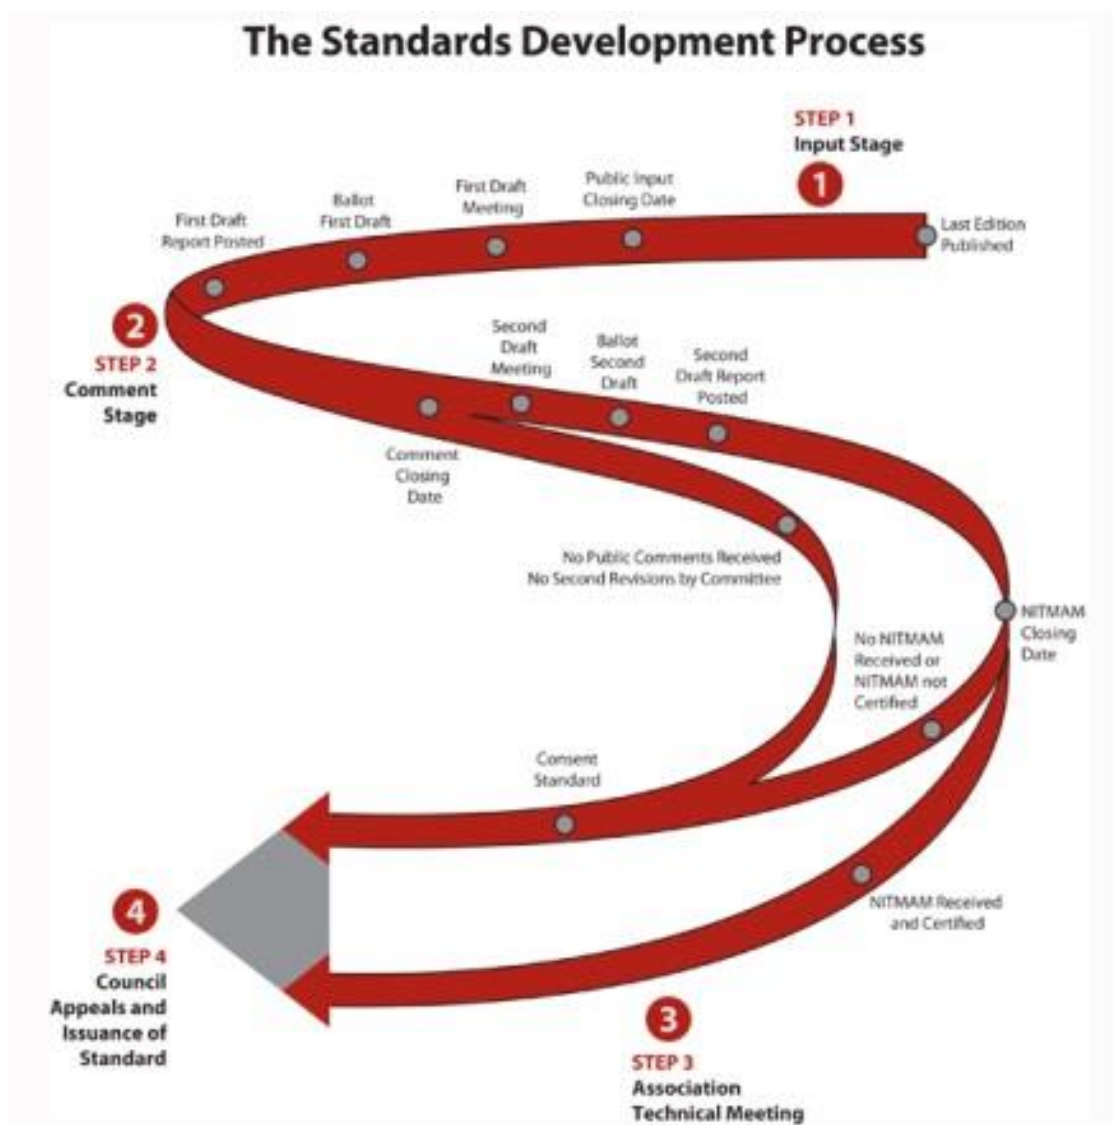 The Standards Development Process
STEP 1
Input Stage
1
Public Input
Closing Date
First Draft
Meeting
Ballot
First Draft
First Draft
Report Posted
Last Edition
Published
2
STEP 2
Comment
Stage
Second
Draft
Meeting
Ballot
Second
Draft
Second
Draft Report
Posted
Comment
Closing
Date
No Public Comments Received
No Second Revisions by Committee
NITMAM
Closing
Date
No NITMAM
Received or
NITMAM not
Certified
Consent
Standard
NITMAM Received
and Certified
4
STEP 4
Council
Appeals and
Issuance of
Standard
3
STEP 3
Association
Technical Meeting